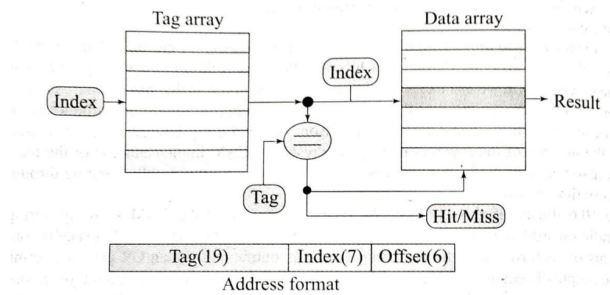 Tag array
Data array
Index
Index
Result
Tag
Hit/Miss
Tag(19) Index(7) Offset(6)
Address format